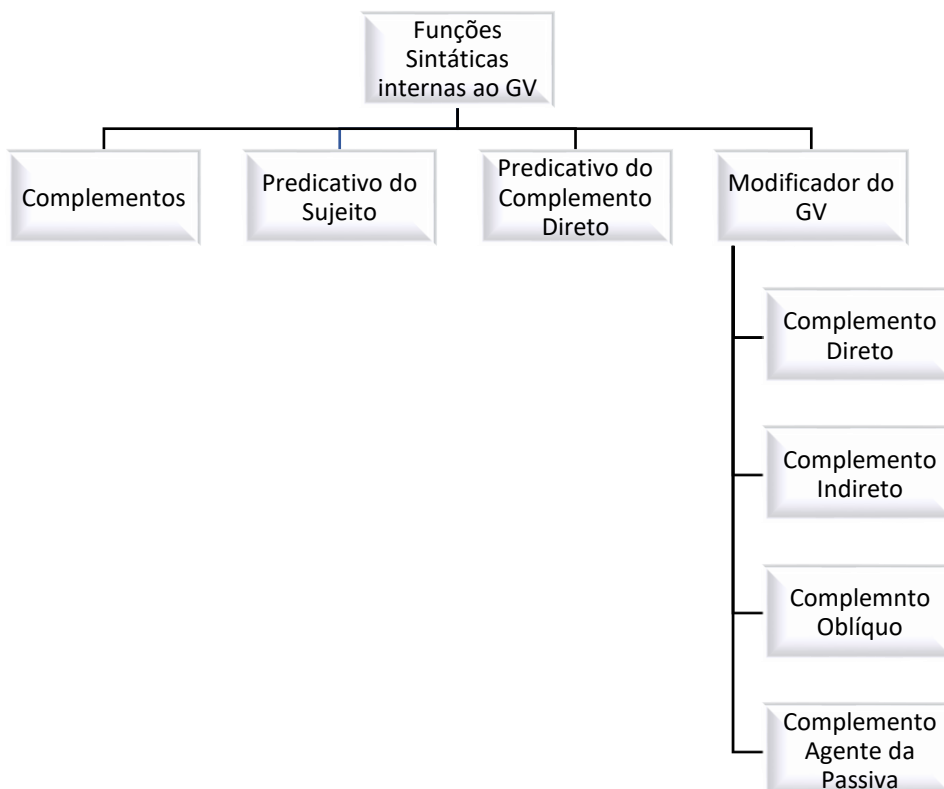 Funções
Sintáticas
internas ao GV
Complementos
Predicativo do
Sujeito
Predicativo do
Complemento
Direto
Modificador do
GV
Complemento
Direto
Complemento
Indireto
Complemnto
Oblíquo
Complemento
Agente da
Passiva